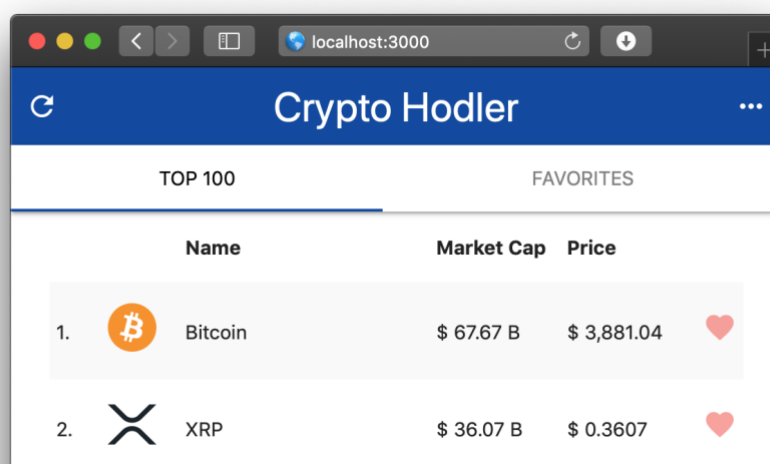 localhost:3000
Crypto Hodler
TOP 100 FAVORITES
Name Market Cap Price
1. Bitcoin $ 67.67 B $ 3,881.04
2. XRP $ 36.07 B $ 0.3607